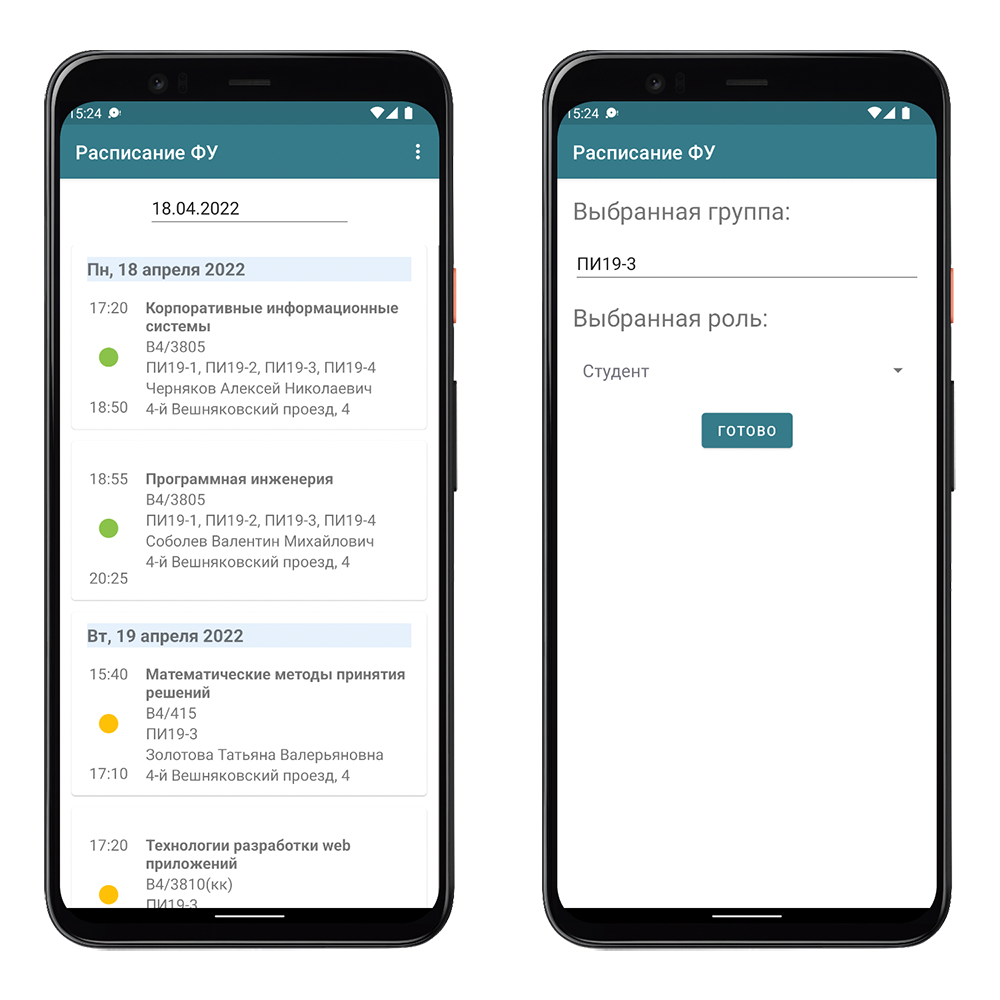 15:24
Расписание ФУ
18.04.2022
Пн, 18 апреля 2022
17:20
Корпоративные информационные
системы
В4/3805
ПИ19-1, ПИ19-2, ПИ19-3, ПИ19-4
Черняков Алексей Николаевич
18:50
4-й Вешняковский проезд, 4
18:55
Программная инженерия
В4/3805
ПИ19-1, ПИ19-2, ПИ19-3, ПИ19-4
Соболев Валентин Михайлович
4-й Вешняковский проезд, 4
20:25
Вт, 19 апреля 2022
15:40
Математические методы принятия
решений
В4/415
ПИ19-3
Золотова Татьяна Валерьяновна
17:10
4-й Вешняковский проезд, 4
17:20
Технологии разработки web
приложений
В4/3810(кк)
ПИ19-3
15:24
Расписание ФУ
Выбранная группа:
ПИ19-3
Выбранная роль:
Студент
ГОТОВО